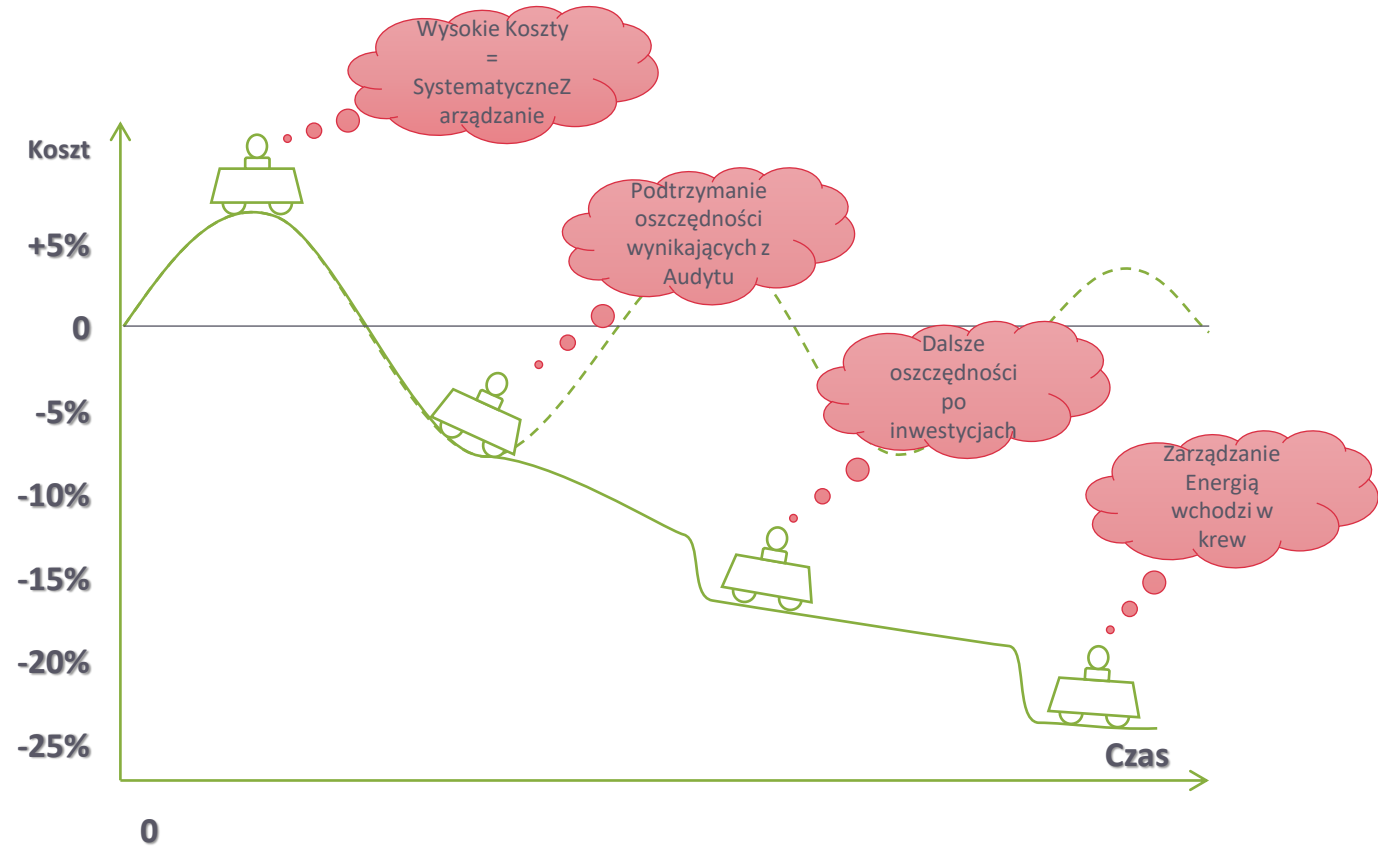 Wysokie Koszty
=
SystematyczneZ
arządzanie
Koszt
Podtrzymanie
oszczędności
wynikających z
Audytu
+5%
0
Dalsze
oszczędności
po
inwestycjach
-5%
-10%
Zarządzanie
Energią
wchodzi w
krew
-15%
-20%
-25%
Czas
0